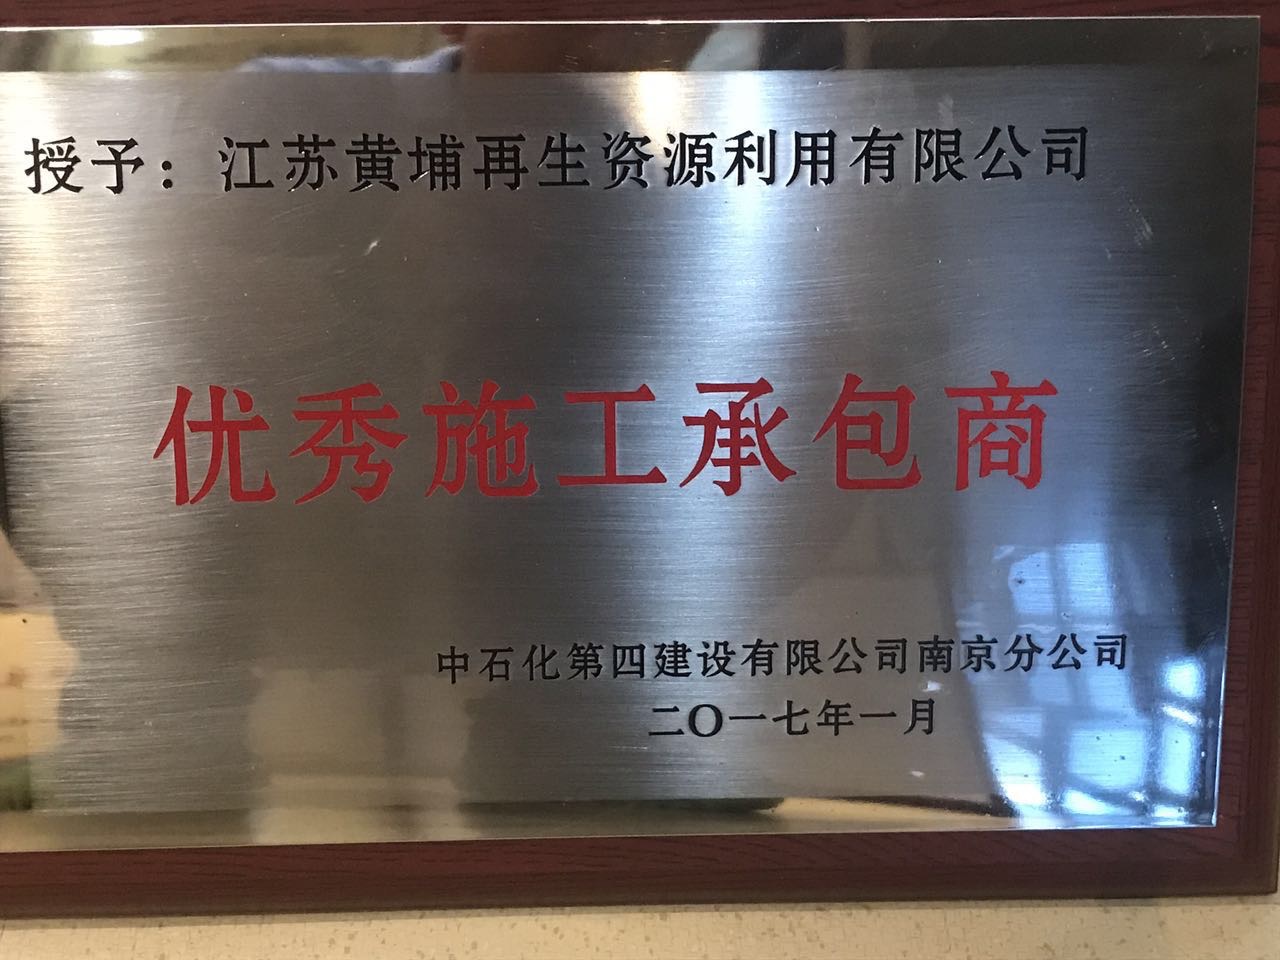 授予：江苏黄埔再生资源利用有限公司
优秀施工承包商
中石化第四建设有限公司南京分公司
二〇一七年一月